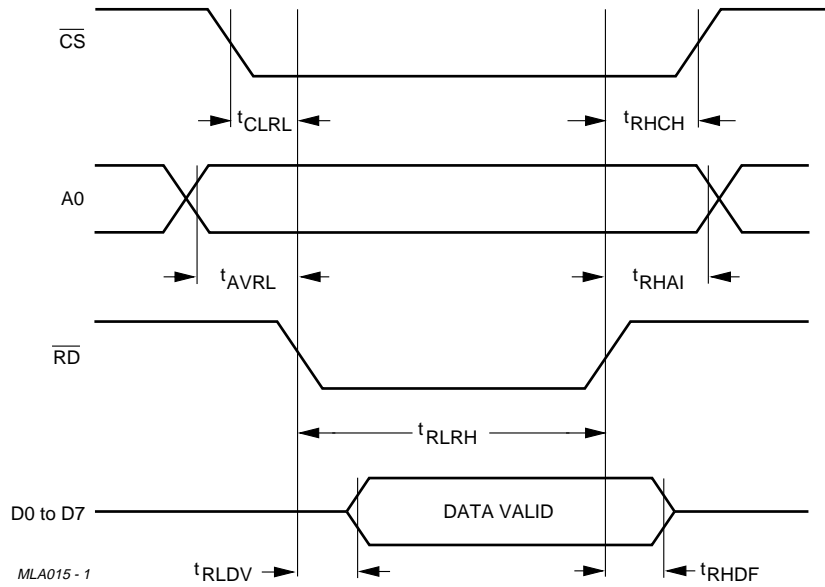 CS
tCLRL
tRHCH
A0
tAVRL
tRHAI
RD
tRLRH
D0 to D7
DATA VALID
MLA015 - 1
tRLDV
tRHDF